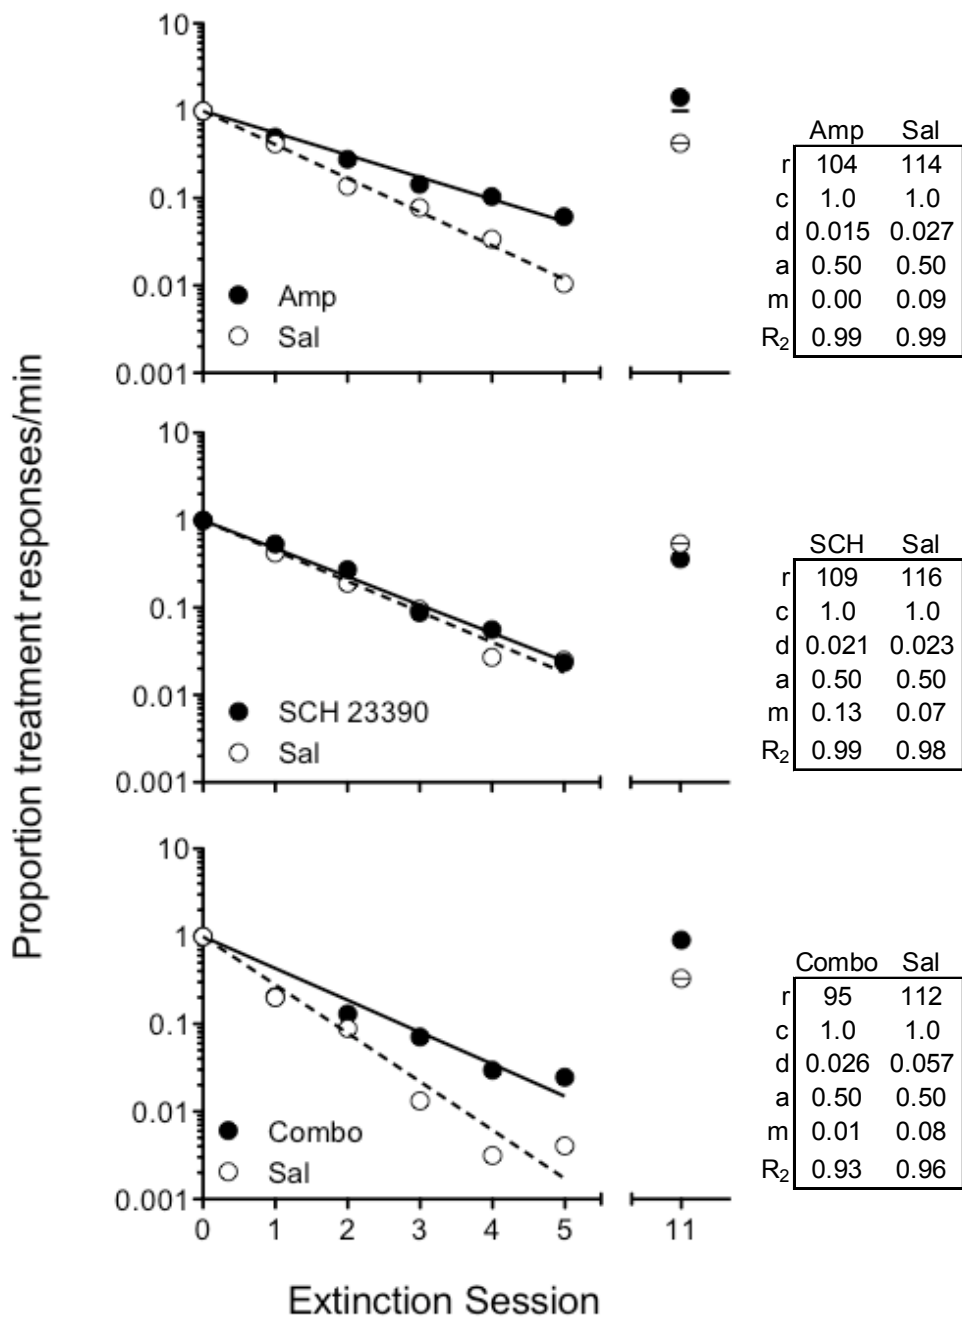 Proportion treatment responses/min
10
1
0.1
0.01
0.001
Amp
Sal
Amp Sal
r 104 114
c 1.0 1.0
d 0.015 0.027
a 0.50 0.50
m 0.00 0.09
R2 0.99 0.99
10
1
0.1
0.01
0.001
SCH 23390
Sal
SCH Sal
r 109 116
c 1.0 1.0
d 0.021 0.023
a 0.50 0.50
m 0.13 0.07
R2 0.99 0.98
10
1
0.1
0.01
0.001
Combo
Sal
0 1 2 3 4 5 11
Combo Sal
r 95 112
c 1.0 1.0
d 0.026 0.057
a 0.50 0.50
m 0.01 0.08
R2 0.93 0.96
Extinction Session